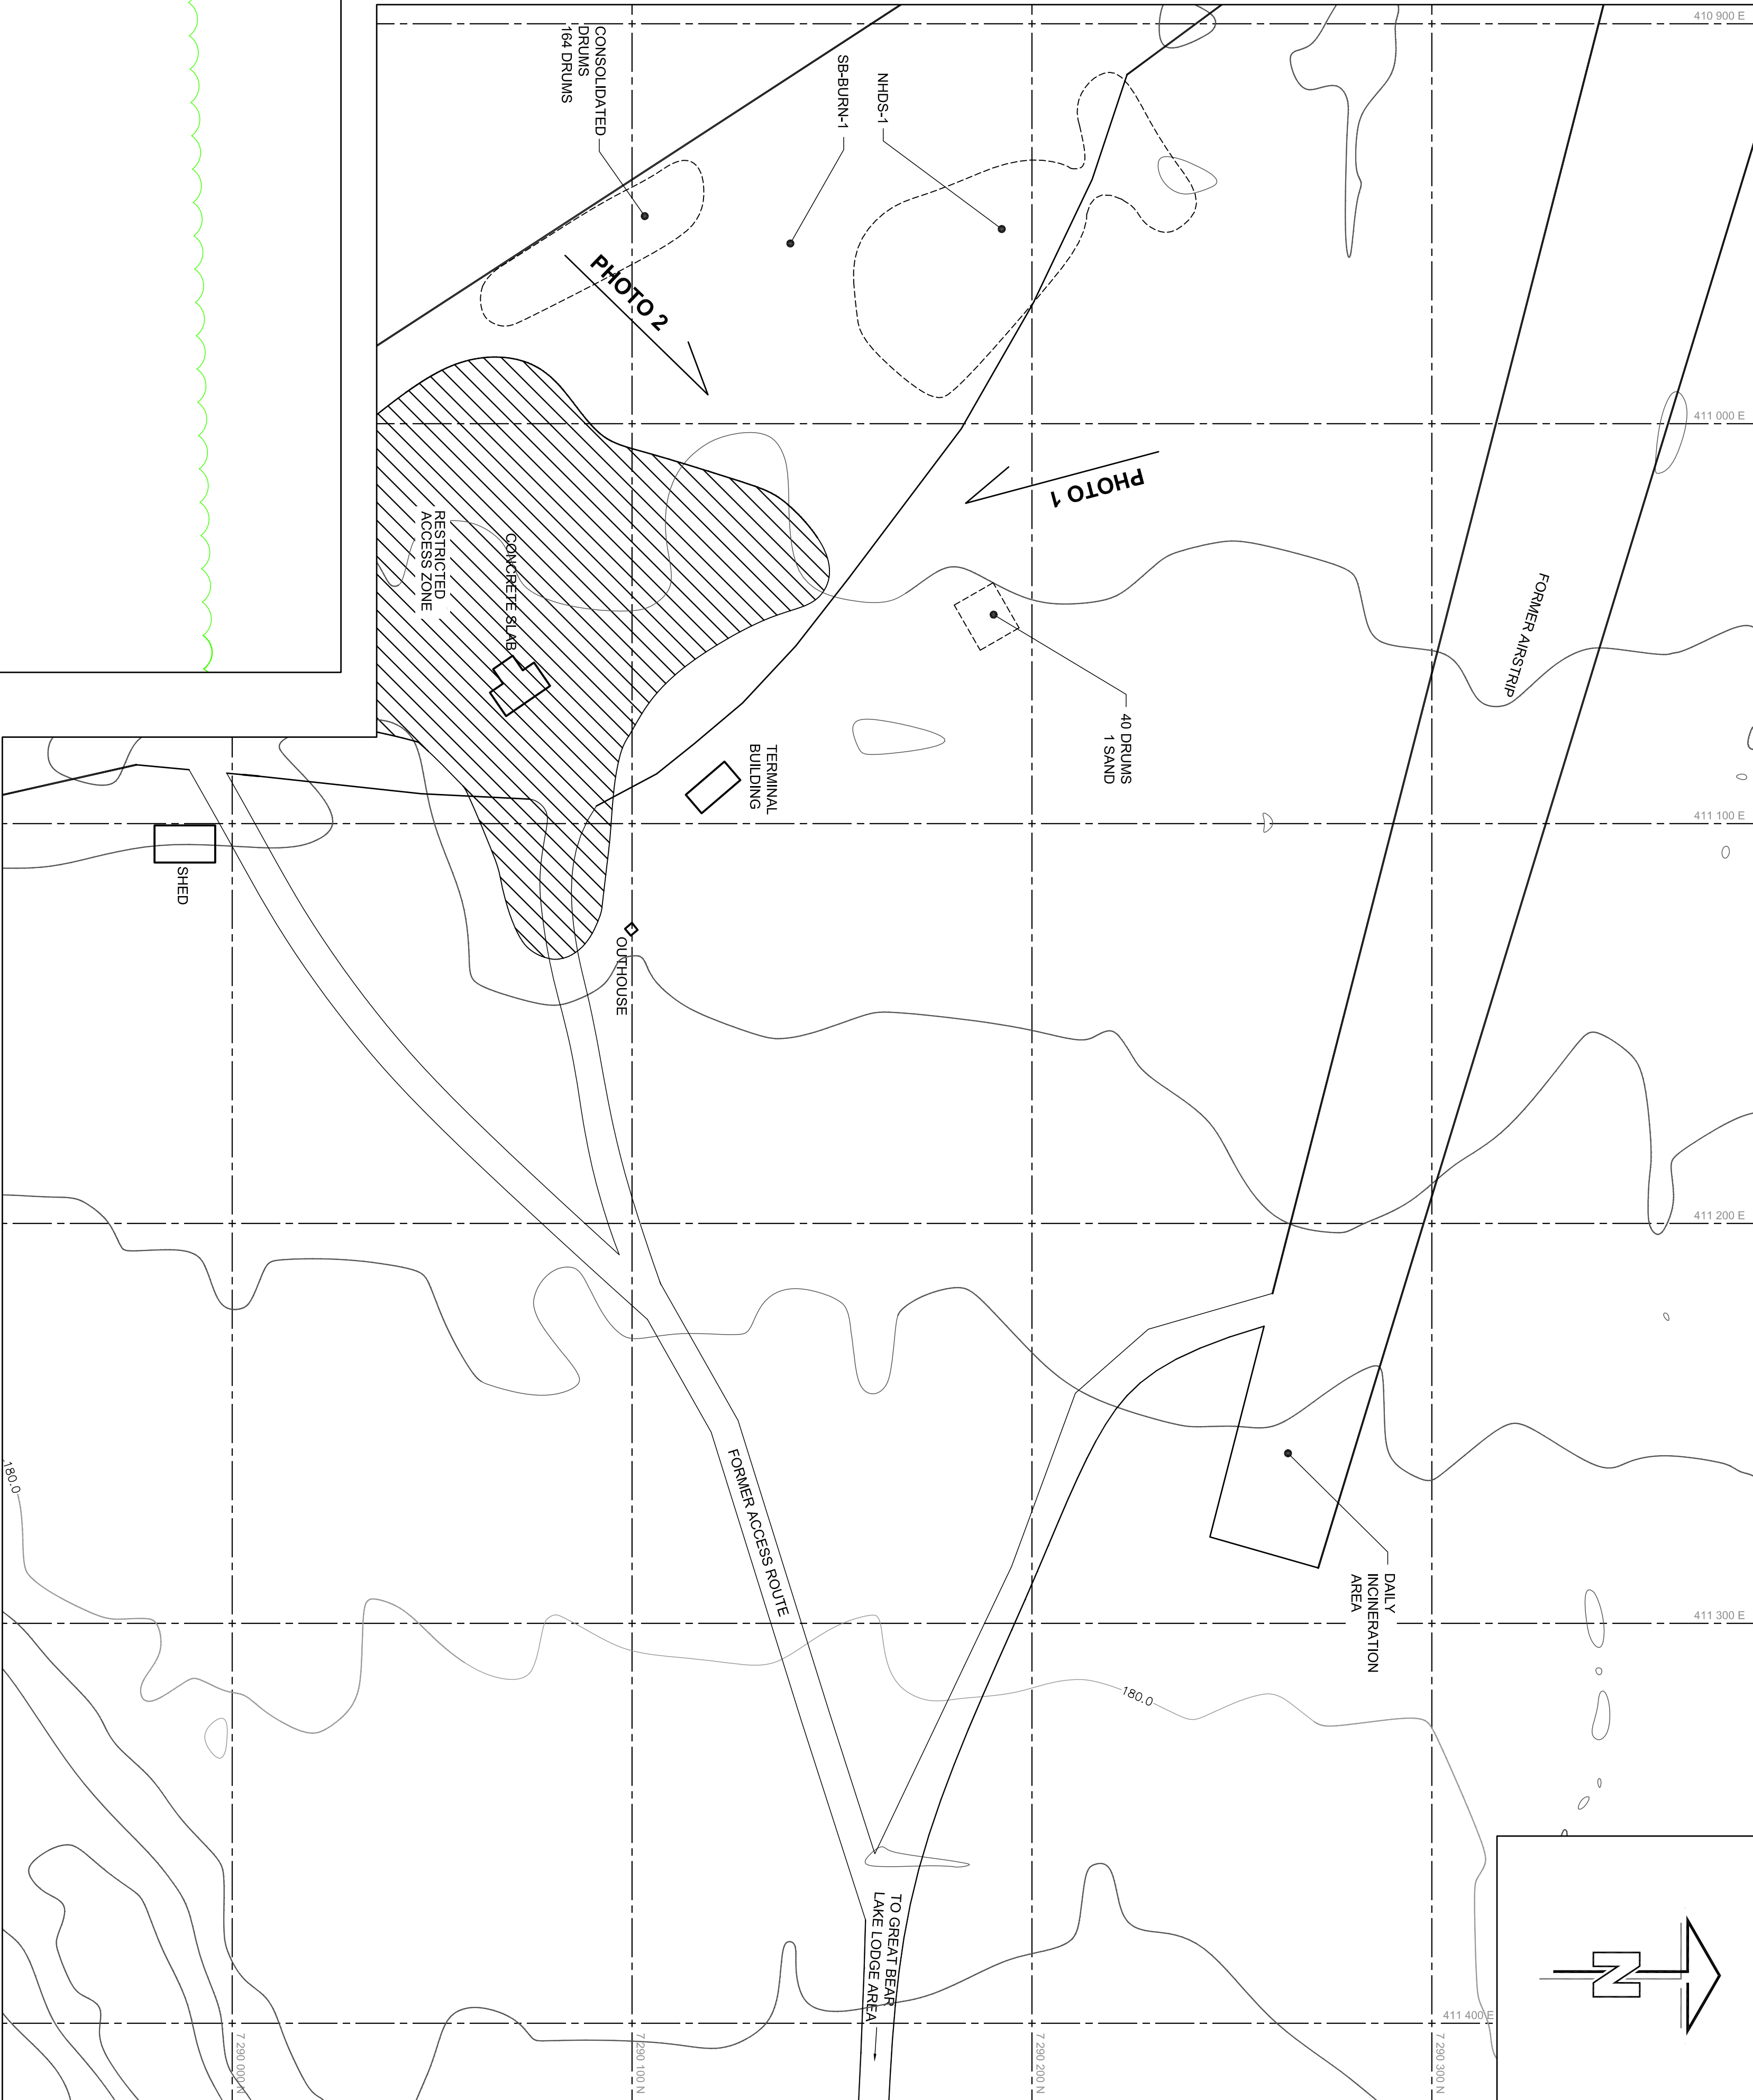 410 900 E
CONSOLIDATED
DRUMS
164 DRUMS
SB-BURN-1
NHDS-1
PHOTO 2
411 000 E
PHOTO 1
RESTRICTED
ACCESS ZONE
CONCRETE SLAB
FORMER AIRSTRIP
40 DRUMS
1 SAND
TERMINAL
BUILDING
411 100 E
SHED
OUTHOUSE
411 200 E
FORMER ACCESS ROUTE
180.0
DAILY
INCINERATION
AREA
411 300 E
180.0
TO GREAT BEAR
LAKE LODGE AREA
N
411 400 E
7 290 000 N
7 290 100 N
7 290 200 N
7 290 300 N